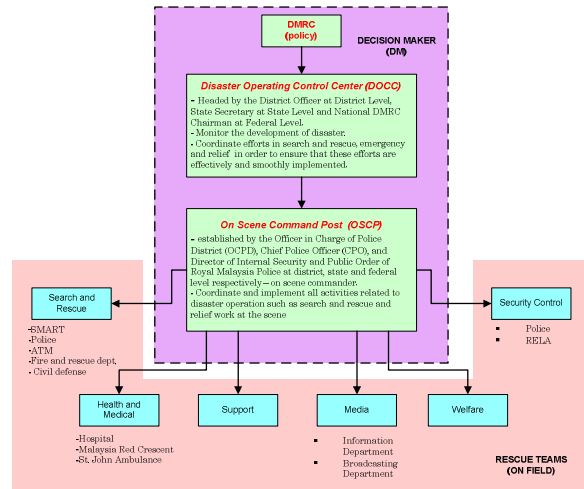 DMRC
(policy)
DECISION MAKER
(DM)
Disaster Operating Control Center (DOCC)
- Headed by the District Officer at District Level,
State Secretary at State Level and National DMRC
Chairman at Federal Level.
- Monitor the development of disaster.
- Coordinate efforts in search and rescue, emergency
and relief in order to ensure that these efforts are
effectively and smoothly implemented.
On Scene Command Post (OSCP)
- established by the Officer in Charge of Police
District (OCPD), Chief Police Officer (CPO), and
Director of Internal Security and Public Order of
Royal Malaysia Police at district, state and federal
level respectively – on scene commander.
- Coordinate and implement all activities related to
disaster operation such as search and rescue and
relief work at the scene
Search and
Rescue
-SMART
-Police
-ATM
-Fire and rescue dept.
- Civil defense
Security Control
▪ Police
▪ RELA
Health and
Medical
-Hospital
-Malaysia Red Crescent
-St. John Ambulance
Support
Media
▪ Information
Department
▪ Broadcasting
Department
Welfare
RESCUE TEAMS
(ON FIELD)